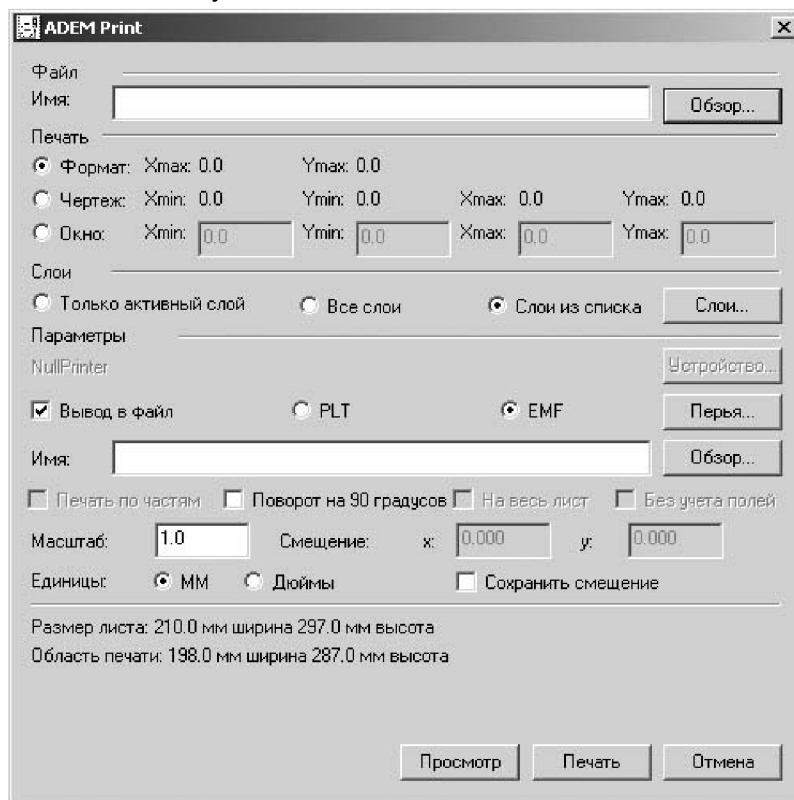 ADEM Print
Файл
Имя: Обзор...
Печать
Формат: Xmax: 0.0 Ymax: 0.0
Чертеж: Xmin: 0.0 Ymin: 0.0 Xmax: 0.0 Ymax: 0.0
Окно: Xmin: 0.0 Ymin: 0.0 Xmax: 0.0 Ymax: 0.0
Слои
Только активный слой Все слои Слои из списка Слои...
Параметры
NullPrinter Устройство...
Вывод в файл PLT EMF Перья...
Имя: Обзор...
Печать по частям Поворот на 90 градусов На весь лист Без учета полей
Масштаб: 1.0 Смещение: x: 0.000 y: 0.000
Единицы: ММ Дюймы Сохранить смещение
Размер листа: 210.0 мм ширина 297.0 мм высота
Область печати: 198.0 мм ширина 287.0 мм высота
Просмотр Печать Отмена